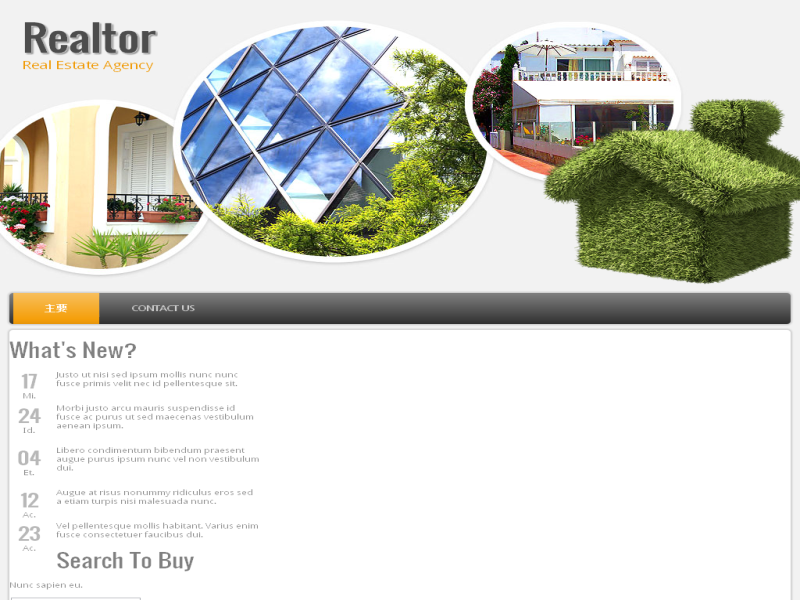 Realtor
Real Estate Agency
主要
CONTACT US
What's New?
17
Mi.
Justo ut nisi sed ipsum mollis nunc nunc
fusce primis velit nec id pellentesque sit.
24
Id.
Morbi justo arcu mauris suspendisse id
fusce ac purus ut sed maecenas vestibulum
aenean ipsum.
04
Et.
Libero condimentum bibendum praesent
augue purus ipsum nunc vel non vestibulum
dui.
12
Ac.
Augue at risus nonummy ridiculus eros sed
a etiam turpis nisi malesuada nunc.
23
Ac.
Vel pellentesque mollis habitant. Varius enim
fusce consectetuer faucibus dui.
Search To Buy
Nunc sapien eu.